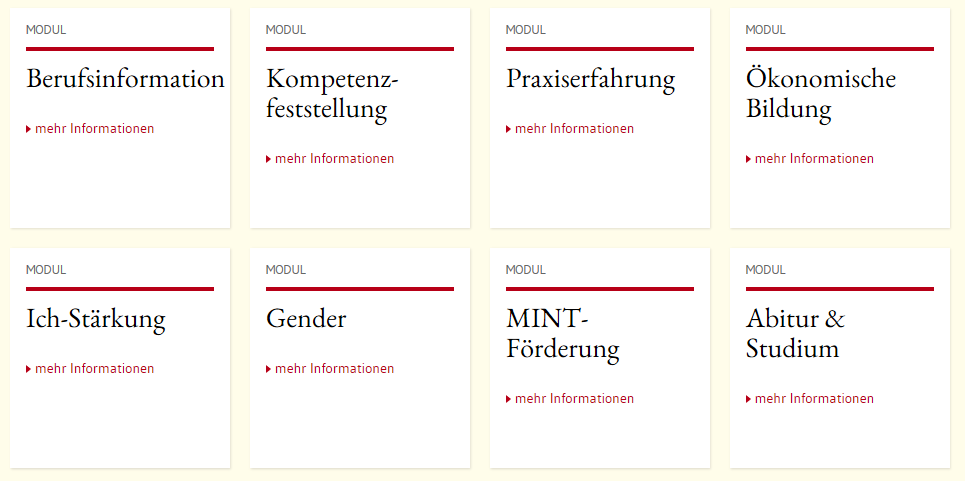 MODUL
Berufsinformation
mehr Informationen
MODUL
Kompetenz-
feststellung
mehr Informationen
MODUL
Praxiserfahrung
mehr Informationen
MODUL
Ökonomische
Bildung
mehr Informationen
MODUL
Ich-Stärkung
mehr Informationen
MODUL
Gender
mehr Informationen
MODUL
MINT-
Förderung
mehr Informationen
MODUL
Abitur &
Studium
mehr Informationen